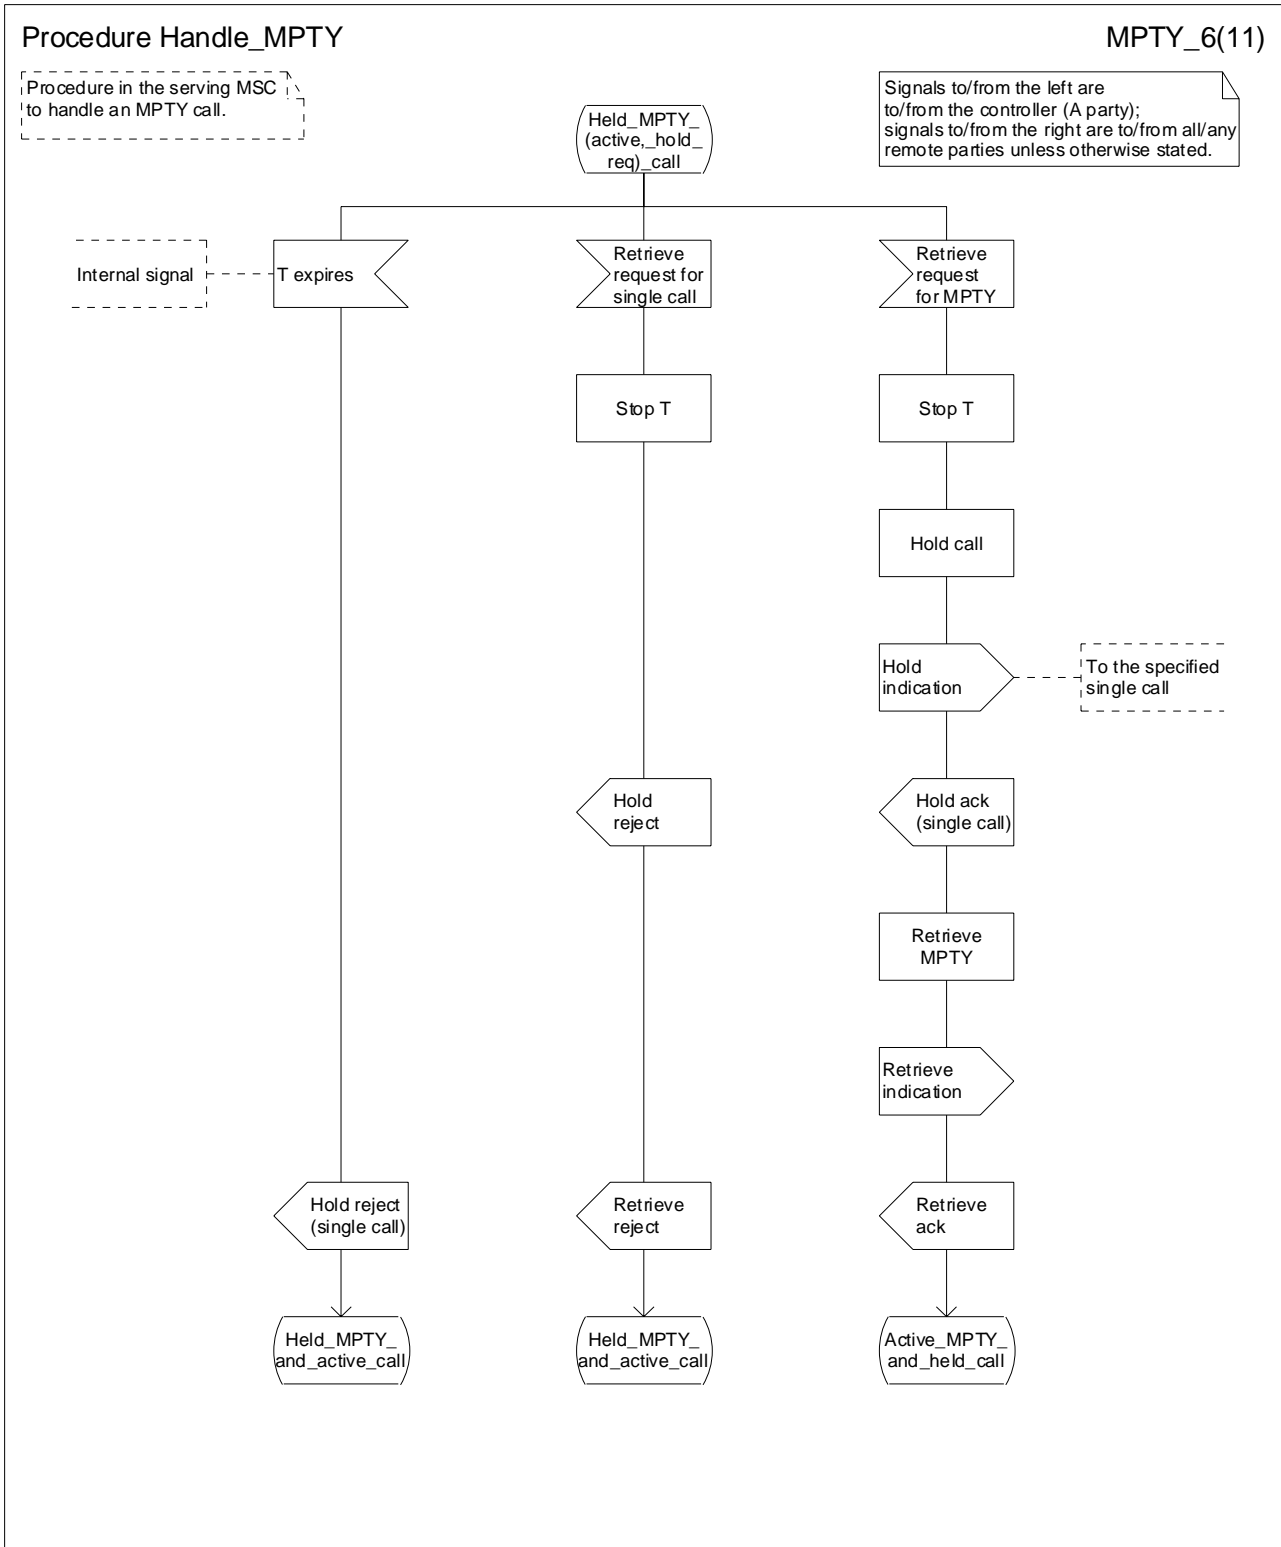 Procedure Handle_MPTY
MPTY_6(11)
Procedure in the serving MSC
to handle an MPTY call.
Signals to/from the left are
to/from the controller (A party);
signals to/from the right are to/from all/any
remote parties unless otherwise stated.
Held_MPTY_
(active,_hold_
req)_call
Internal signal
T expires
Retrieve
request for
single call
Retrieve
request
for MPTY
Stop T
Stop T
Hold call
Hold
indication
To the specified
single call
Hold
reject
Hold ack
(single call)
Retrieve
MPTY
Retrieve
indication
Hold reject
(single call)
Retrieve
reject
Retrieve
ack
Held_MPTY_
and_active_call
Held_MPTY_
and_active_call
Active_MPTY_
and_held_call